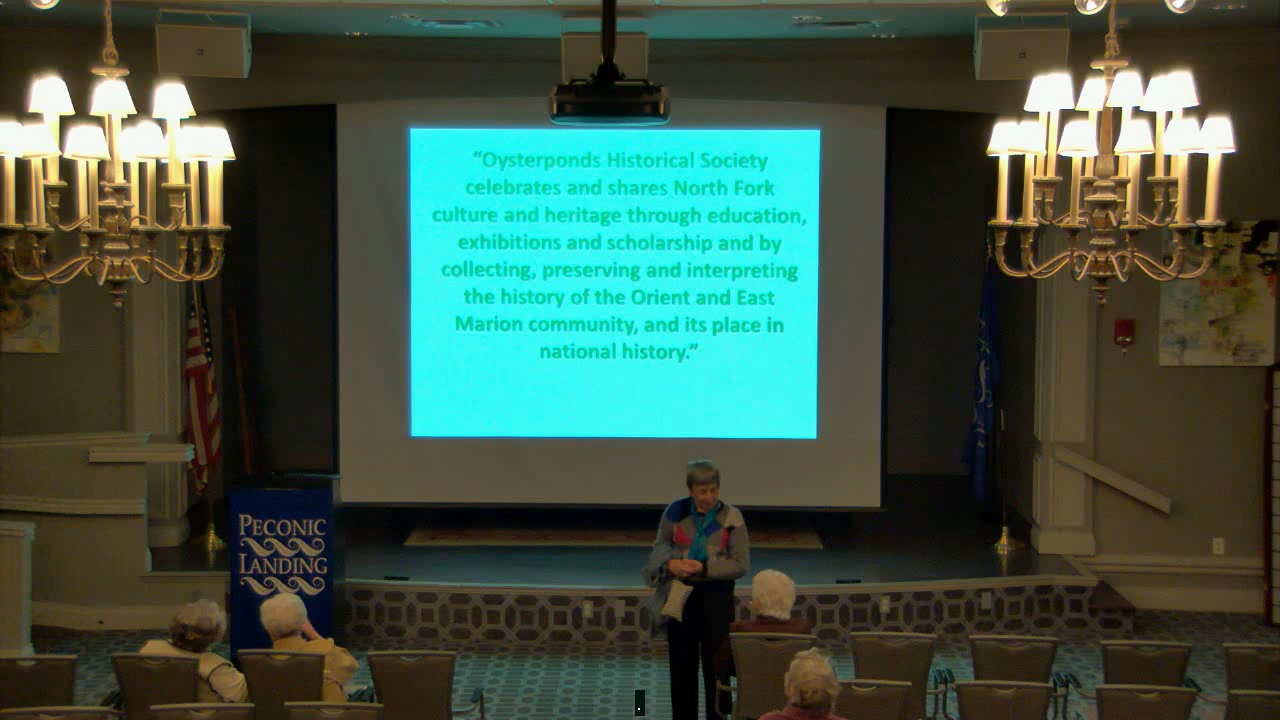 “Oysterponds Historical Society
celebrates and shares North Fork
culture and heritage through education,
exhibitions and scholarship and by
collecting, preserving and interpreting
the history of the Orient and East
Marion community, and its place in
national history.”
PECONIC
LANDING